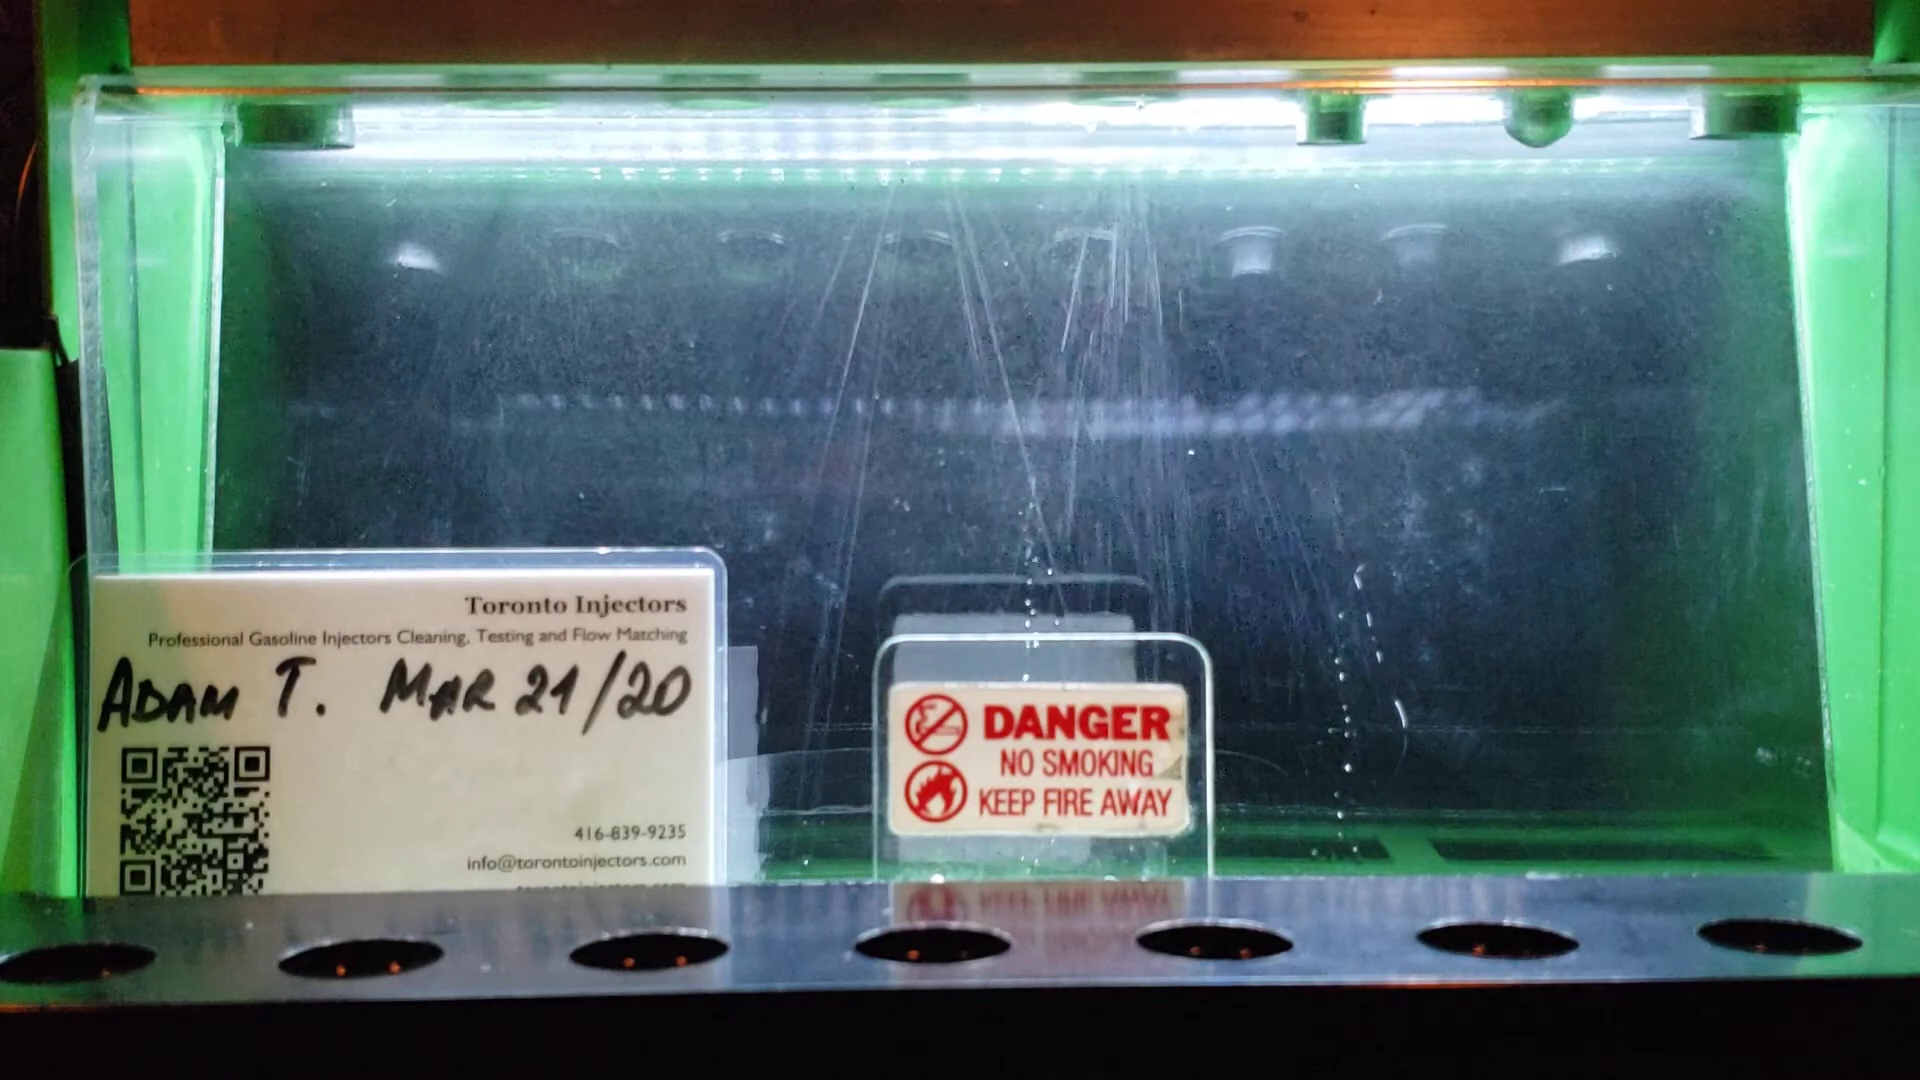 Toronto Injectors
Professional Gasoline Injectors Cleaning, Testing and Flow Matching
ADAM T. MAR 21/20
416-839-9235
info@torontoinjectors.com
DANGER
NO SMOKING
KEEP FIRE AWAY